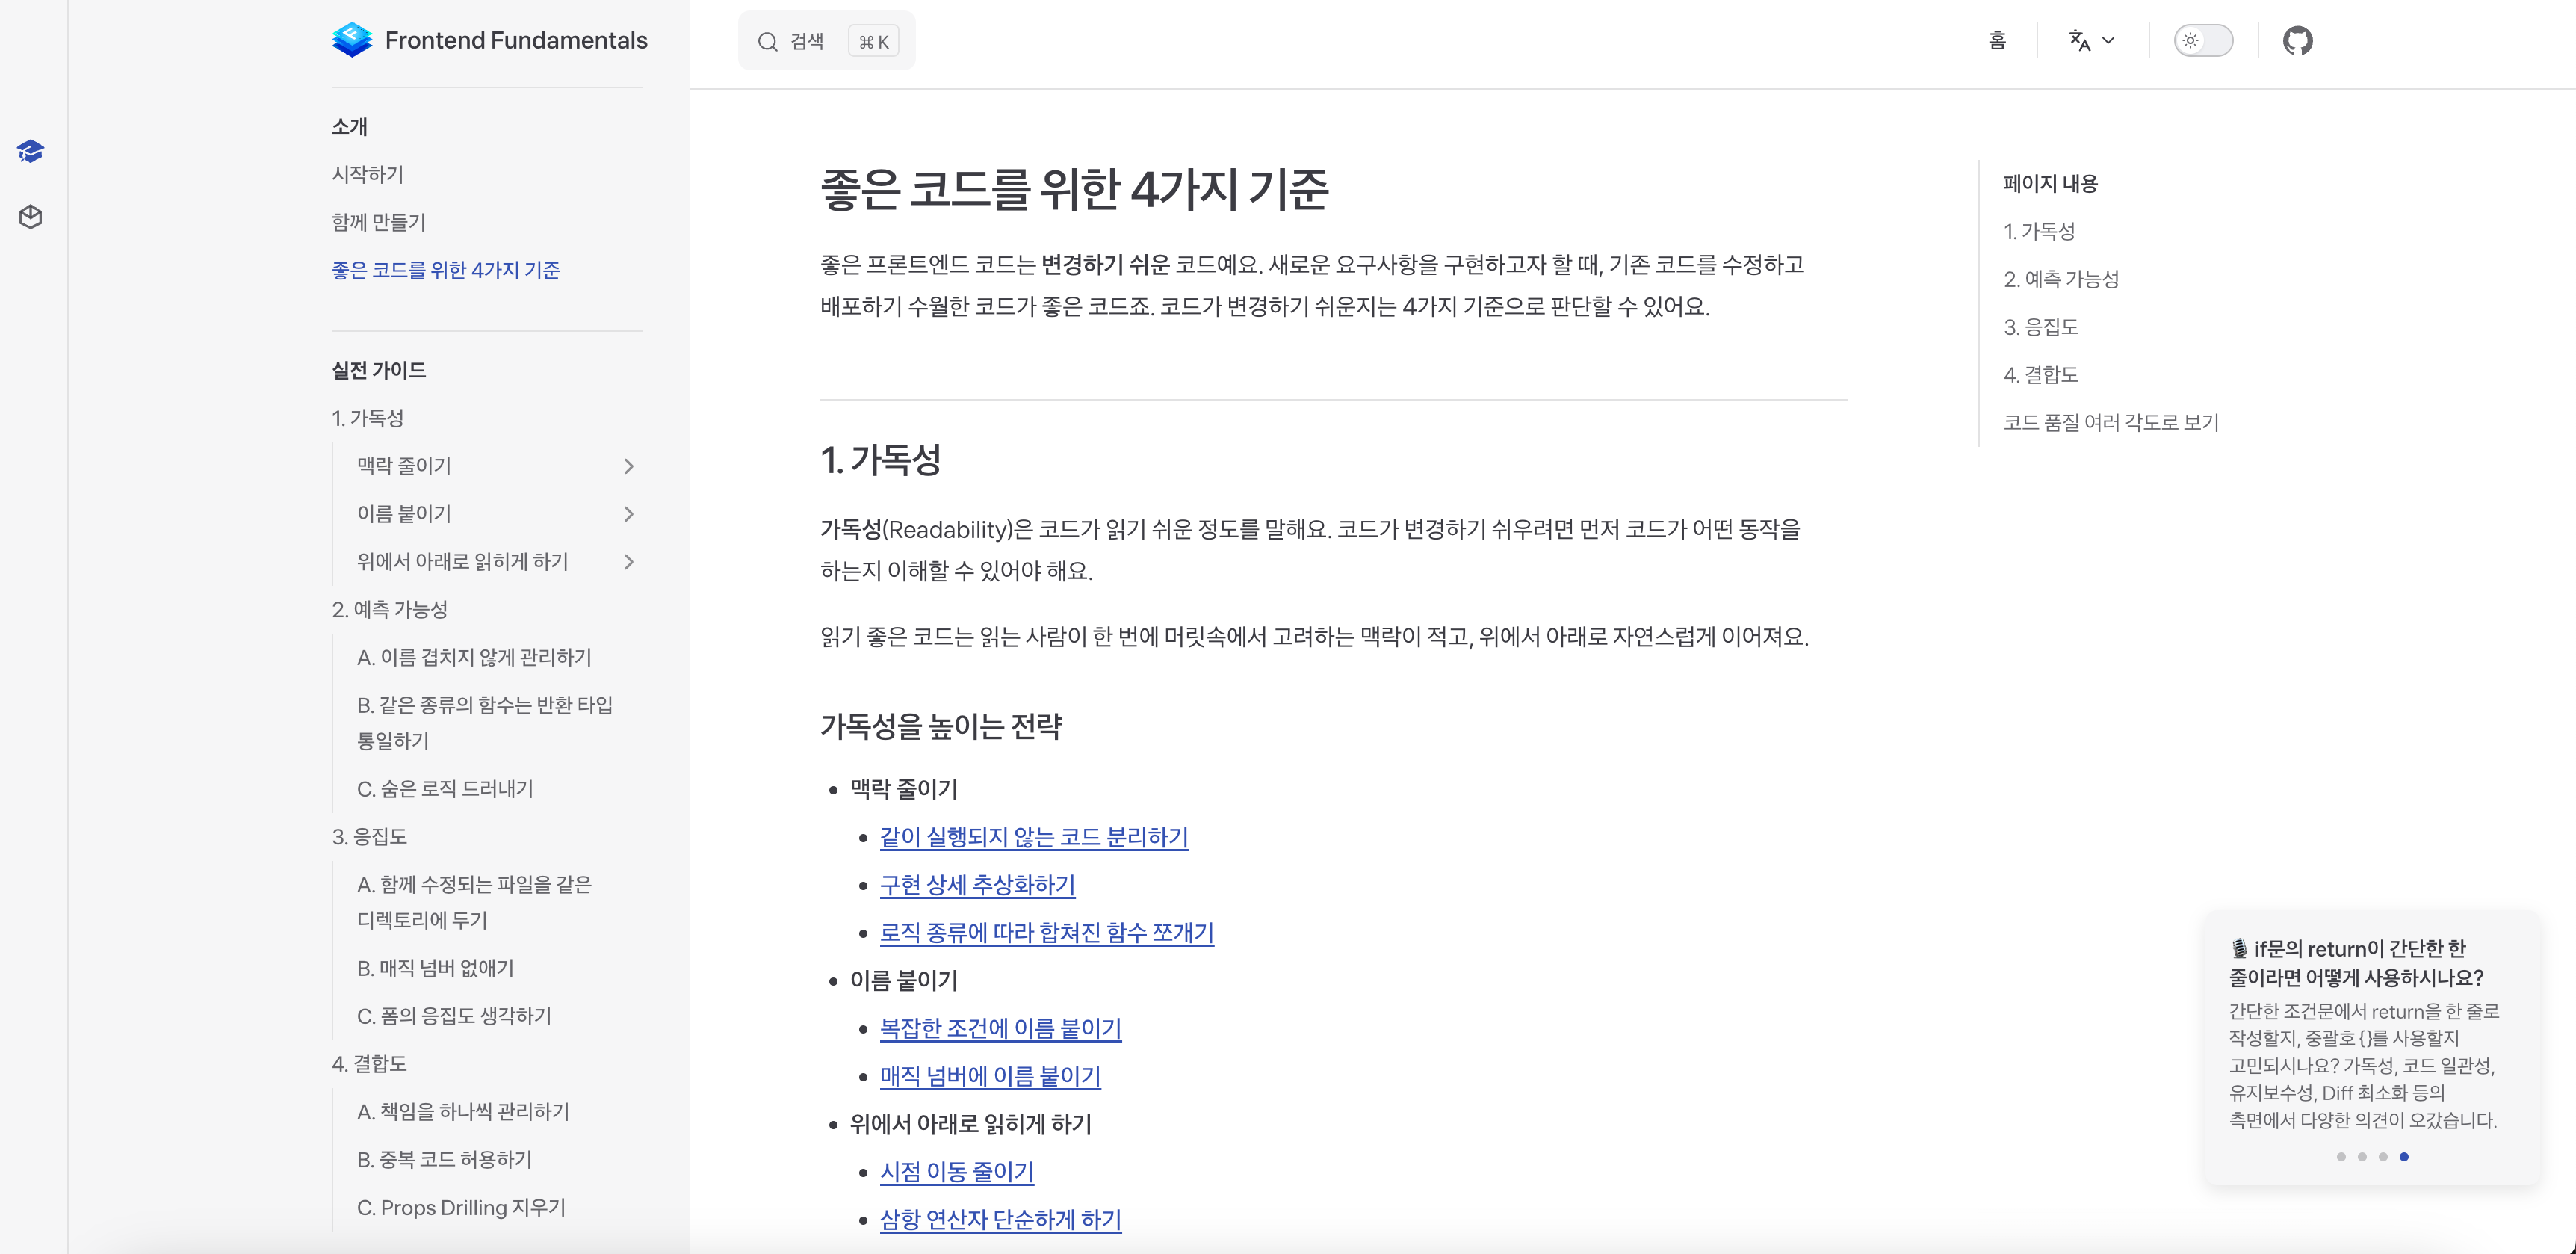 Frontend Fundamentals
소개
시작하기
함께 만들기
좋은 코드를 위한 4가지 기준
실전 가이드
1. 가독성
맥락 줄이기
이름 붙이기
위에서 아래로 읽히게 하기
2. 예측 가능성
A. 이름 겹치지 않게 관리하기
B. 같은 종류의 함수는 반환 타입
통일하기
C. 숨은 로직 드러내기
3. 응집도
A. 함께 수정되는 파일을 같은
디렉토리에 두기
B. 매직 넘버 없애기
C. 폼의 응집도 생각하기
4. 결합도
A. 책임을 하나씩 관리하기
B. 중복 코드 허용하기
C. Props Drilling 지우기
검색 ⌘ K
홈
좋은 코드를 위한 4가지 기준
좋은 프론트엔드 코드는 변경하기 쉬운 코드예요. 새로운 요구사항을 구현하고자 할 때, 기존 코드를 수정하고
배포하기 수월한 코드가 좋은 코드죠. 코드가 변경하기 쉬운지는 4가지 기준으로 판단할 수 있어요.
1. 가독성
가독성(Readability)은 코드가 읽기 쉬운 정도를 말해요. 코드가 변경하기 쉬우려면 먼저 코드가 어떤 동작을
하는지 이해할 수 있어야 해요.
읽기 좋은 코드는 읽는 사람이 한 번에 머릿속에서 고려하는 맥락이 적고, 위에서 아래로 자연스럽게 이어져요.
가독성을 높이는 전략
• 맥락 줄이기
• 같이 실행되지 않는 코드 분리하기
• 구현 상세 추상화하기
• 로직 종류에 따라 합쳐진 함수 쪼개기
• 이름 붙이기
• 복잡한 조건에 이름 붙이기
• 매직 넘버에 이름 붙이기
• 위에서 아래로 읽히게 하기
• 시점 이동 줄이기
• 삼항 연산자 단순하게 하기
페이지 내용
1. 가독성
2. 예측 가능성
3. 응집도
4. 결합도
코드 품질 여러 각도로 보기
🎙️ if문의 return이 간단한 한
줄이라면 어떻게 사용하시나요?
간단한 조건문에서 return을 한 줄로
작성할지, 중괄호 {}를 사용할지
고민되시나요? 가독성, 코드 일관성,
유지보수성, Diff 최소화 등의
측면에서 다양한 의견이 오갔습니다.